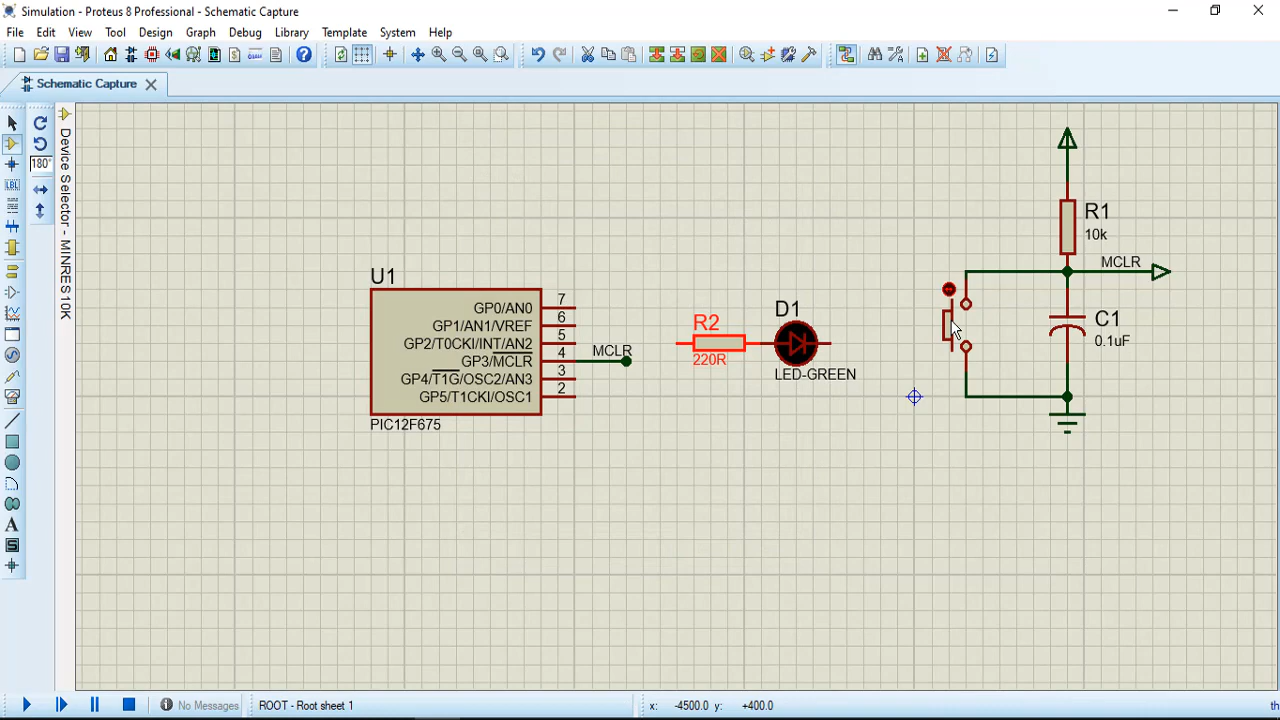 Simulation - Proteus 8 Professional - Schematic Capture
File Edit View Tool Design Graph Debug Library Template System Help
Schematic Capture
180°
LBL
Device Selector - MINRES10K
A
S
U1
GP0/AN0 7
GP1/AN1/VREF 6
GP2/T0CKI/INT/AN2 5
GP3/MCLR 4
GP4/T1G/OSC2/AN3 3
GP5/T1CKI/OSC1 2
PIC12F675
MCLR
R2
220R
D1
LED-GREEN
R1
10k
MCLR
C1
0.1uF
No Messages
ROOT - Root sheet 1
x: -4500.0 y: +400.0
th